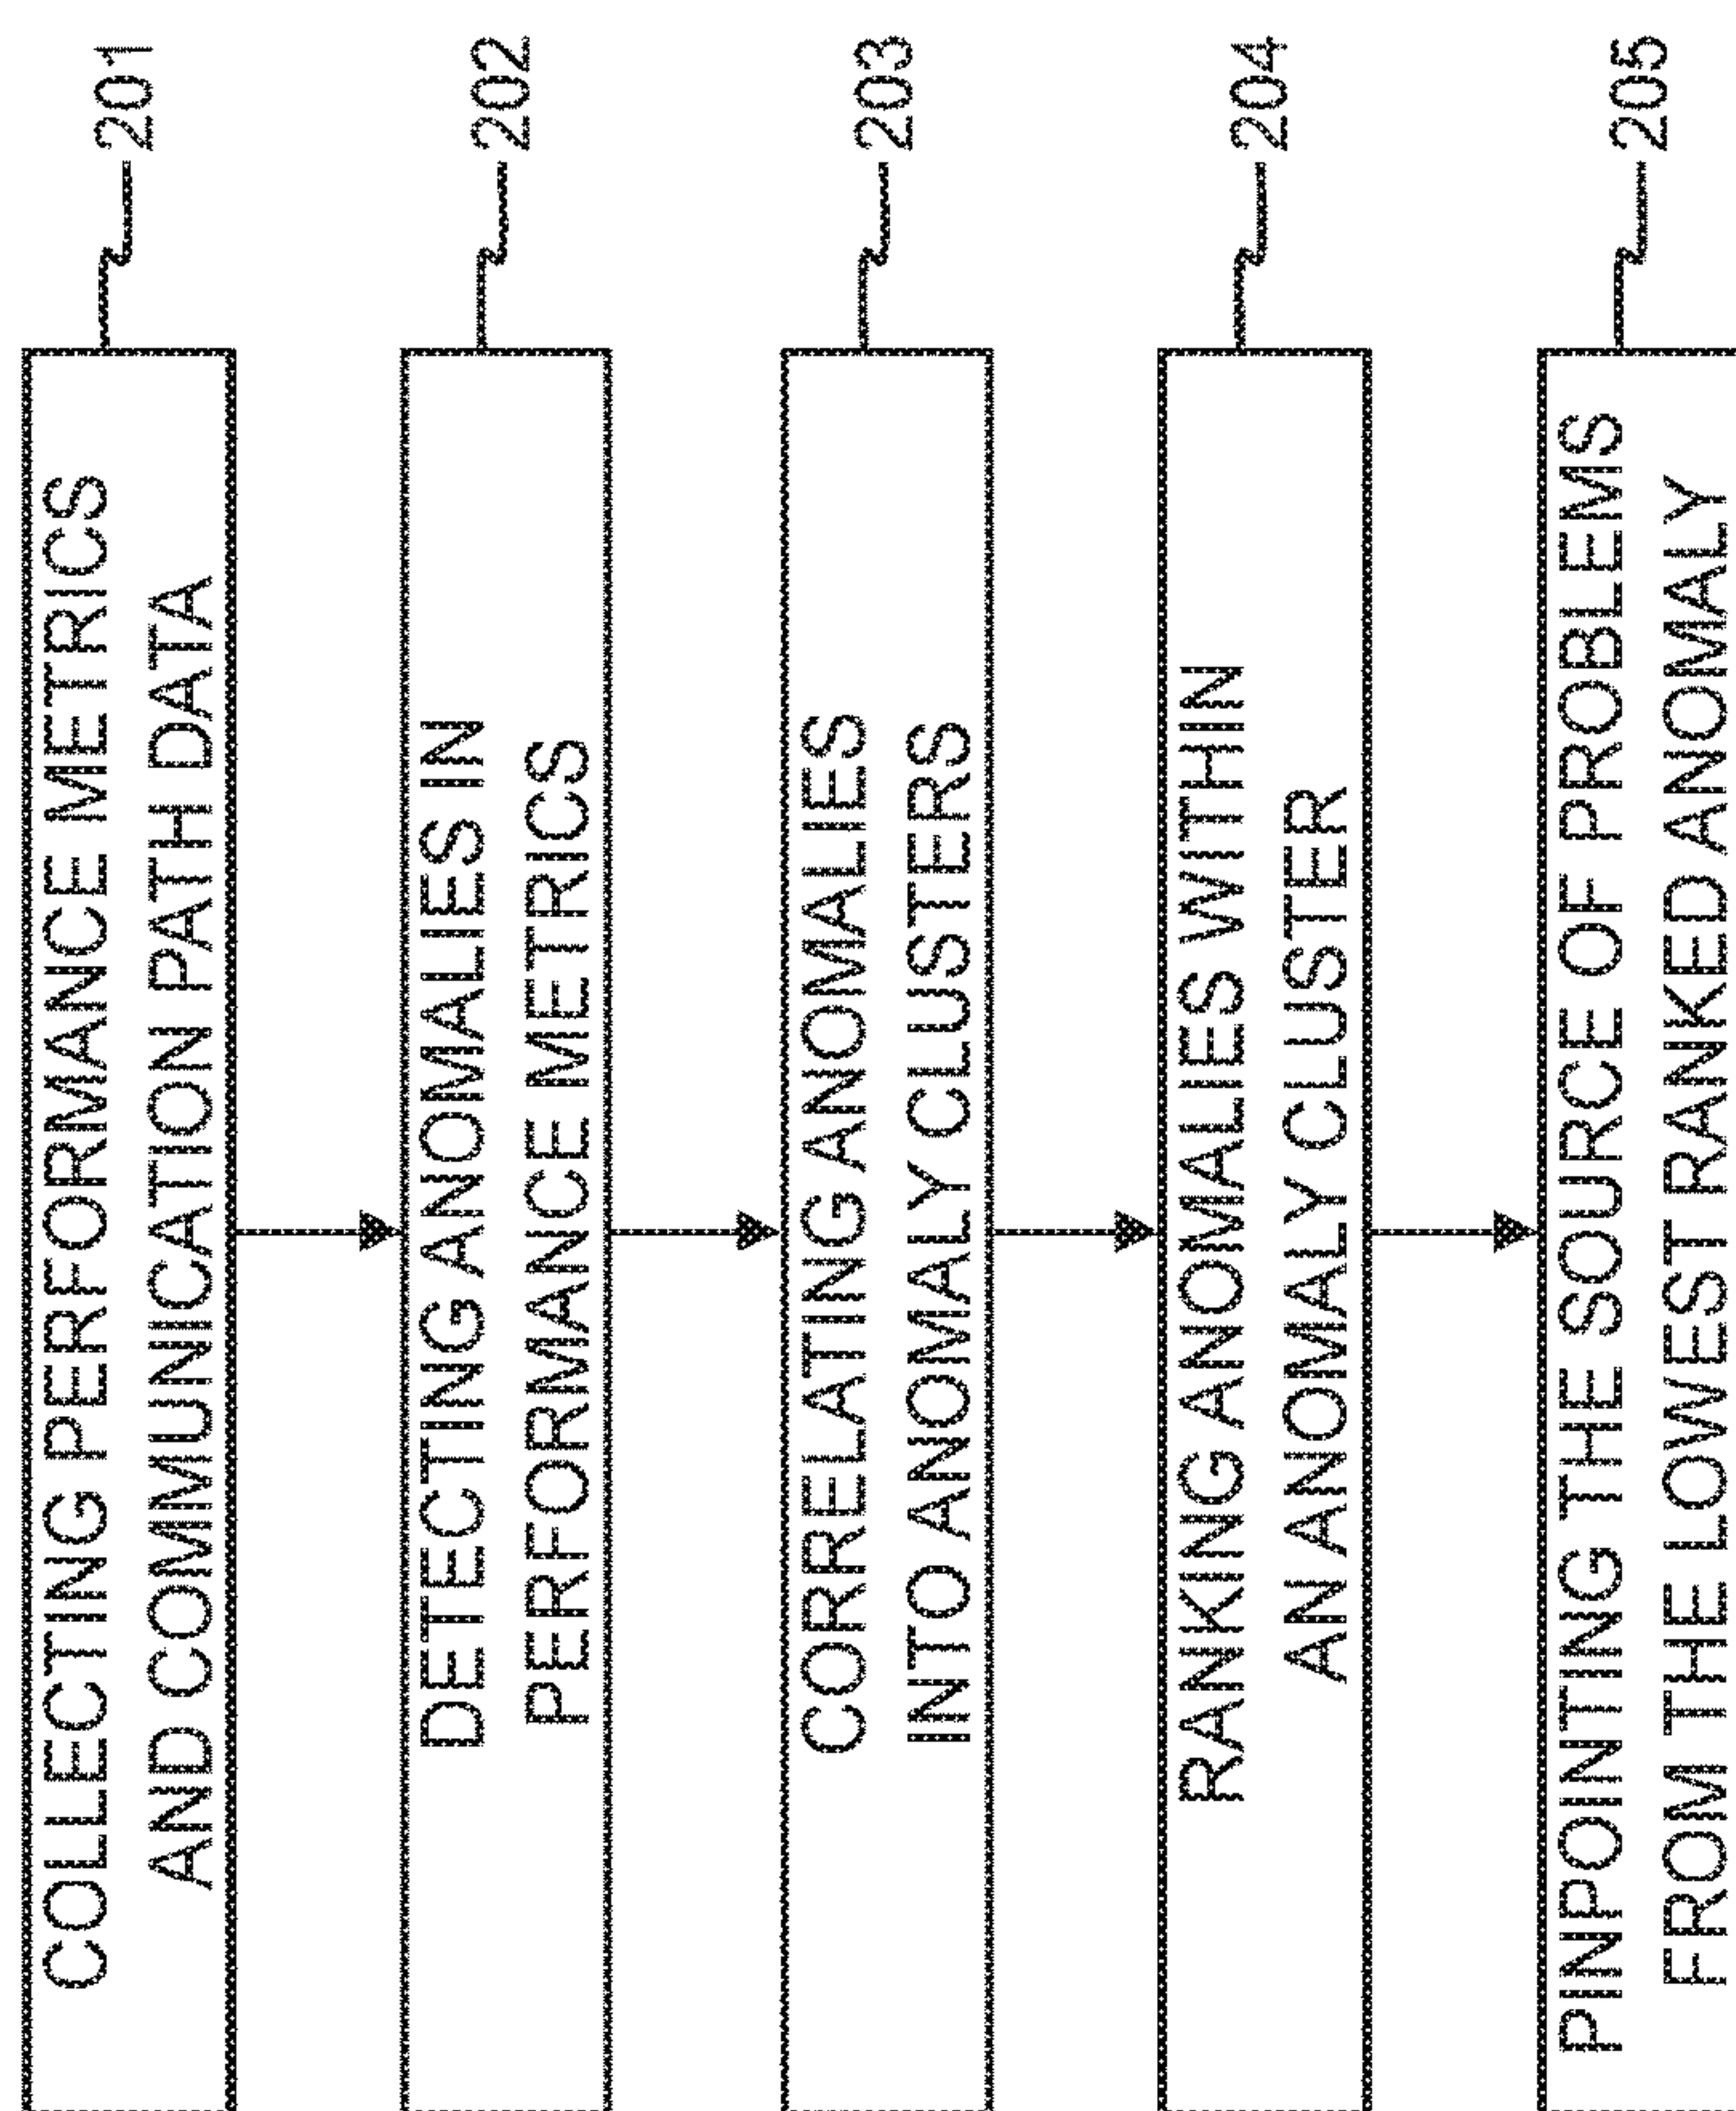 COLLECTING PERFORMANCE METRICS
AND COMMUNICATION PATH DATA
201
DETECTING ANOMALIES IN
PERFORMANCE METRICS
202
CORRELATING ANOMALIES
INTO ANOMALY CLUSTERS
203
RANKING ANOMALIES WITHIN
AN ANOMALY CLUSTER
204
PINPOINTING THE SOURCE OF PROBLEMS
FROM THE LOWEST RANKED ANOMALY
205